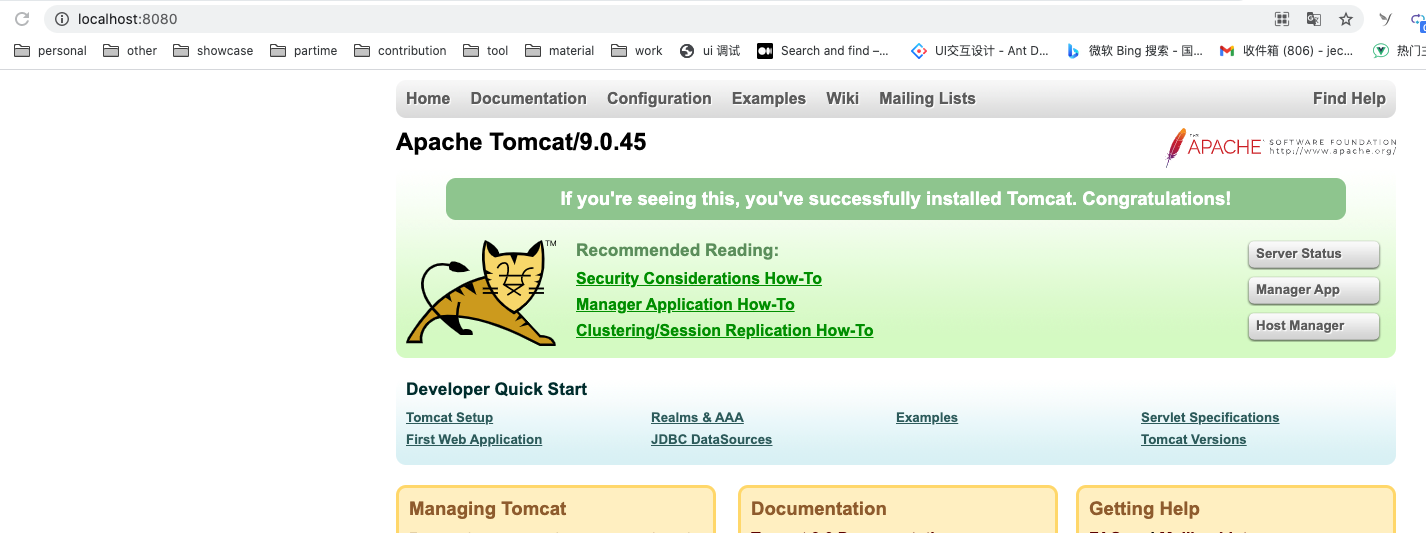 localhost:8080
personal other showcase partime contribution tool material work ui 调试 Search and find –... UI交互设计 - Ant D... 微软 Bing 搜索 - 国... 收件箱 (806) - jec...
Home Documentation Configuration Examples Wiki Mailing Lists Find Help
Apache Tomcat/9.0.45
THE APACHE SOFTWARE FOUNDATION
http://www.apache.org/
If you're seeing this, you've successfully installed Tomcat. Congratulations!
TM
Recommended Reading:
Security Considerations How-To
Manager Application How-To
Clustering/Session Replication How-To
Server Status
Manager App
Host Manager
Developer Quick Start
Tomcat Setup Realms & AAA Examples Servlet Specifications
First Web Application JDBC DataSources Tomcat Versions
Managing Tomcat Documentation Getting Help